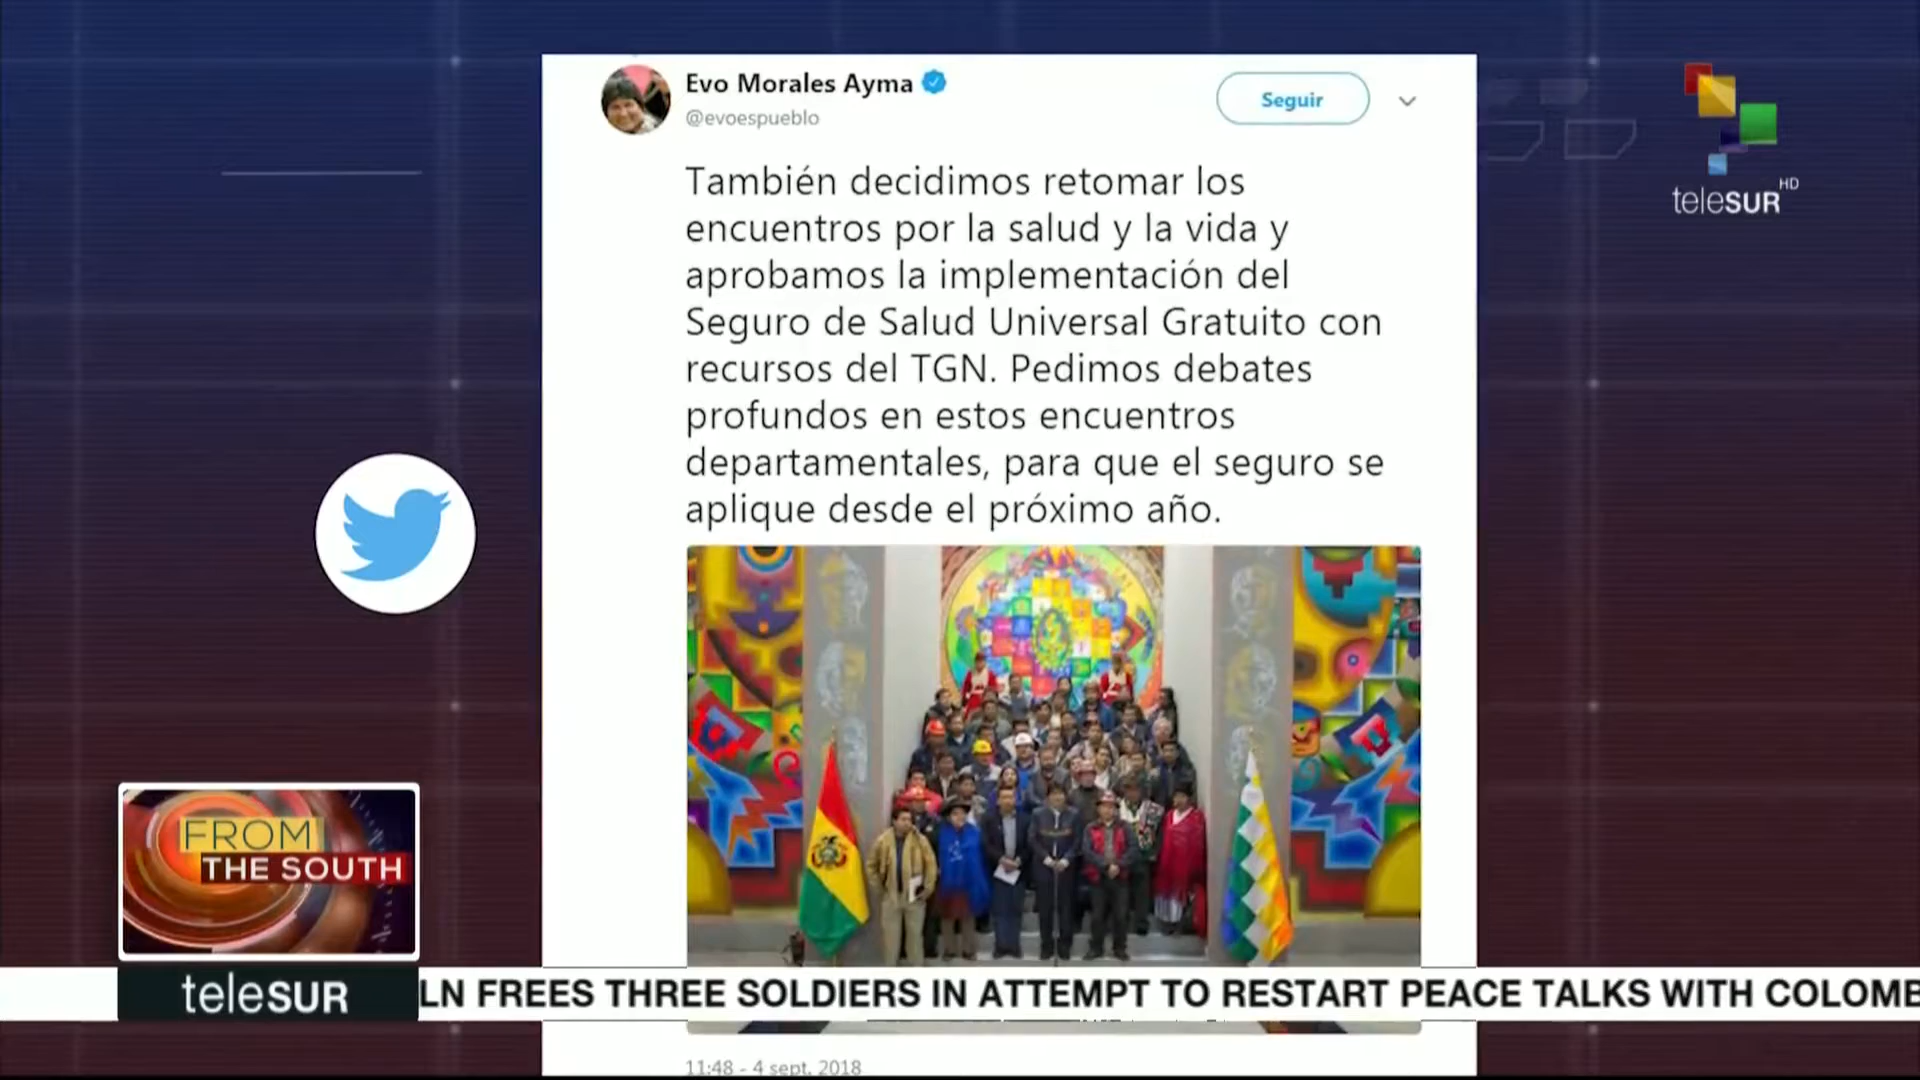 Evo Morales Ayma
@evoespueblo
Seguir
También decidimos retomar los
encuentros por la salud y la vida y
aprobamos la implementación del
Seguro de Salud Universal Gratuito con
recursos del TGN. Pedimos debates
profundos en estos encuentros
departamentales, para que el seguro se
aplique desde el próximo año.
teleSUR HD
FROM
THE SOUTH
teleSUR
LN FREES THREE SOLDIERS IN ATTEMPT TO RESTART PEACE TALKS WITH COLOMB
11:48 - 4 sept. 2018